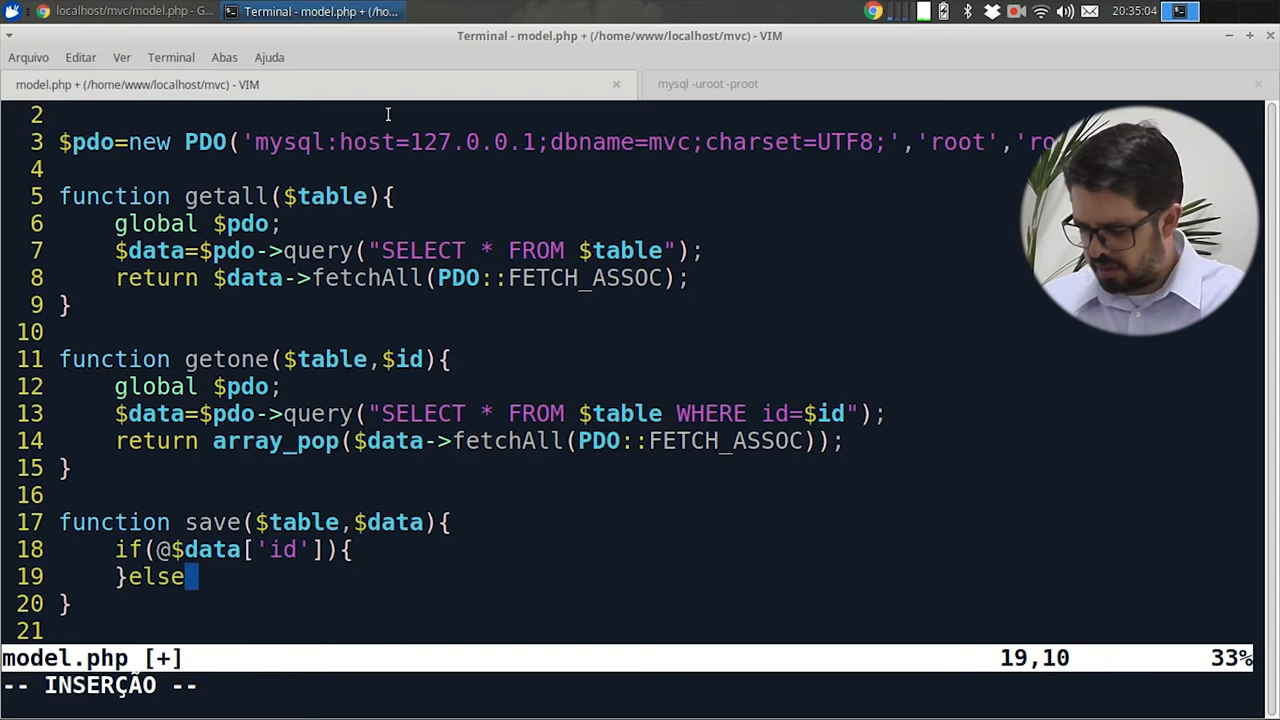 localhost/mvc/model.php - G...
Terminal - model.php + (/ho...
20:35:04
Terminal - model.php + (/home/www/localhost/mvc) - VIM
Arquivo Editar Ver Terminal Abas Ajuda
model.php + (/home/www/localhost/mvc) - VIM
mysql -uroot -proot
2
3 $pdo=new PDO('mysql:host=127.0.0.1;dbname=mvc;charset=UTF8;','root','ro
4
5 function getall($table){
6 global $pdo;
7 $data=$pdo->query("SELECT * FROM $table");
8 return $data->fetchAll(PDO::FETCH_ASSOC);
9 }
10
11 function getone($table,$id){
12 global $pdo;
13 $data=$pdo->query("SELECT * FROM $table WHERE id=$id");
14 return array_pop($data->fetchAll(PDO::FETCH_ASSOC));
15 }
16
17 function save($table,$data){
18 if(@$data['id']){
19 }else
20 }
21
model.php [+] 19,10 33%
-- INSERÇÃO --